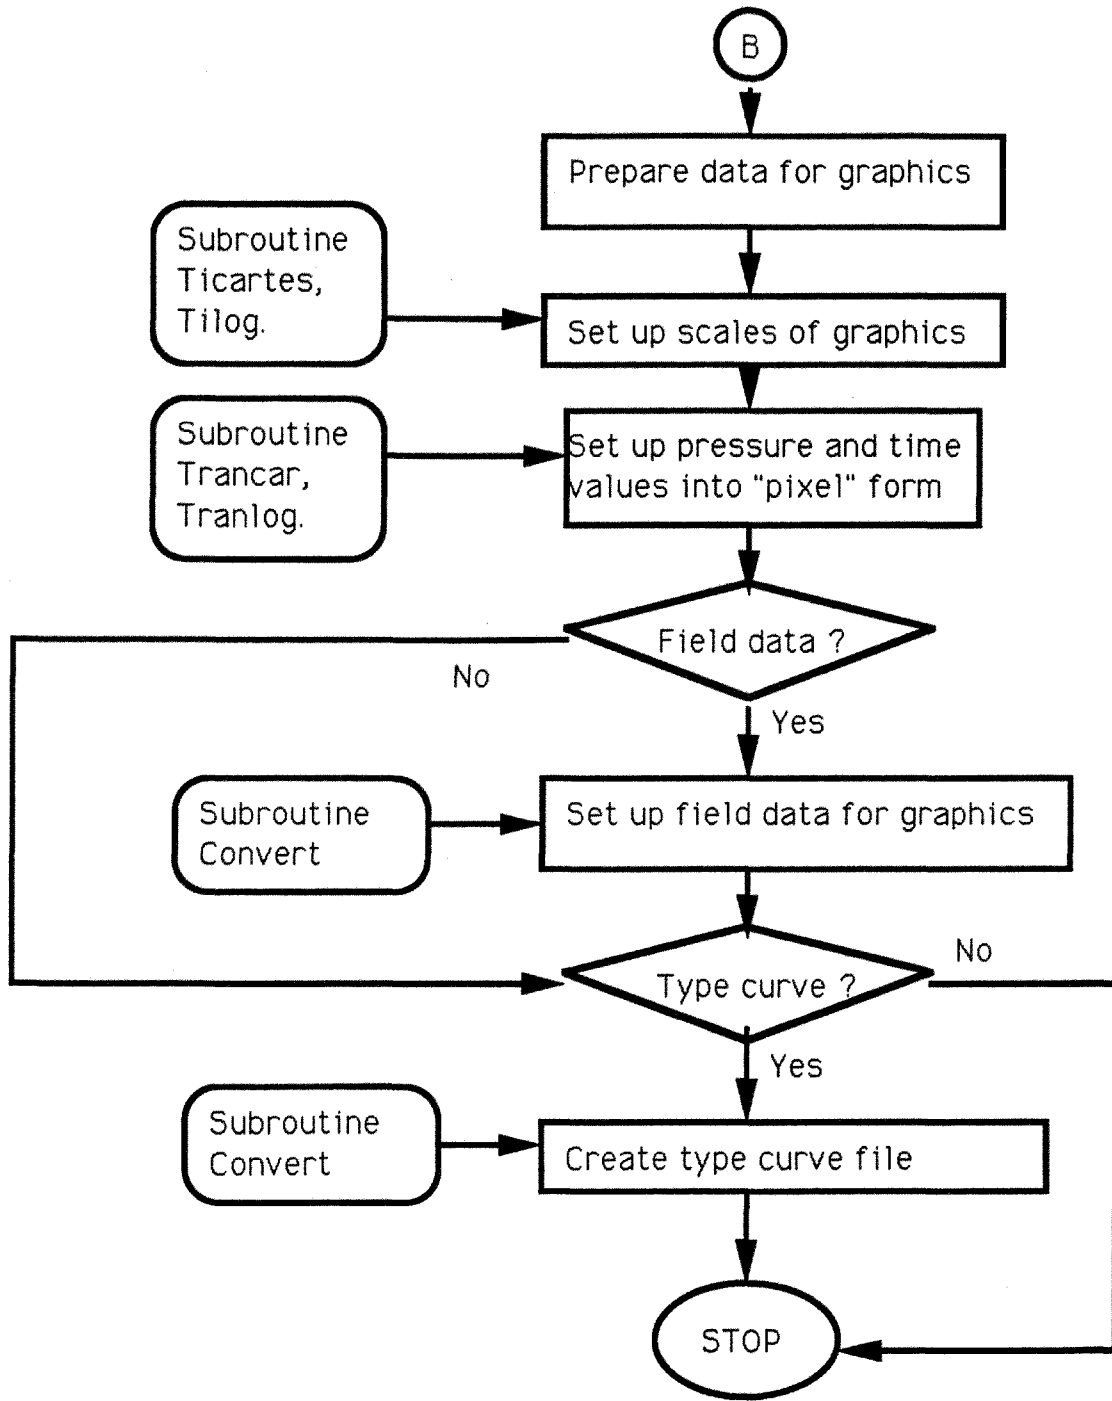 B
Prepare data for graphics
Subroutine
Ticartes,
Tilog.
Set up scales of graphics
Subroutine
Trancar,
Tranlog.
Set up pressure and time
values into "pixel" form
Field data ?
No
Yes
Subroutine
Convert
Set up field data for graphics
Type curve ?
No
Yes
Subroutine
Convert
Create type curve file
STOP